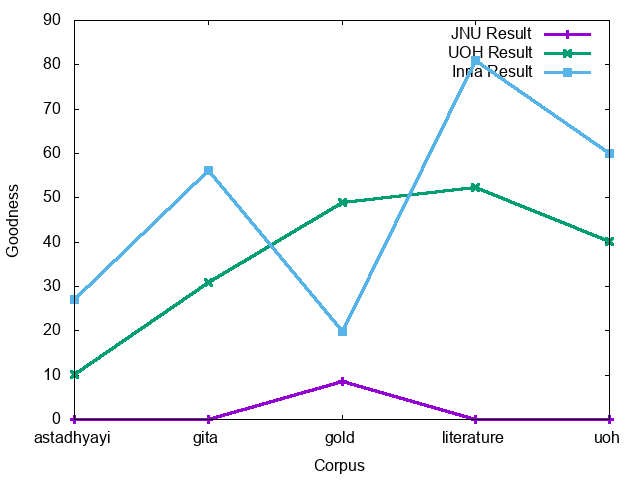 90
80
70
60
50
40
30
20
10
0
Goodness
astadhyayi gita gold literature uoh
Corpus
JNU Result
UOH Result
Inria Result